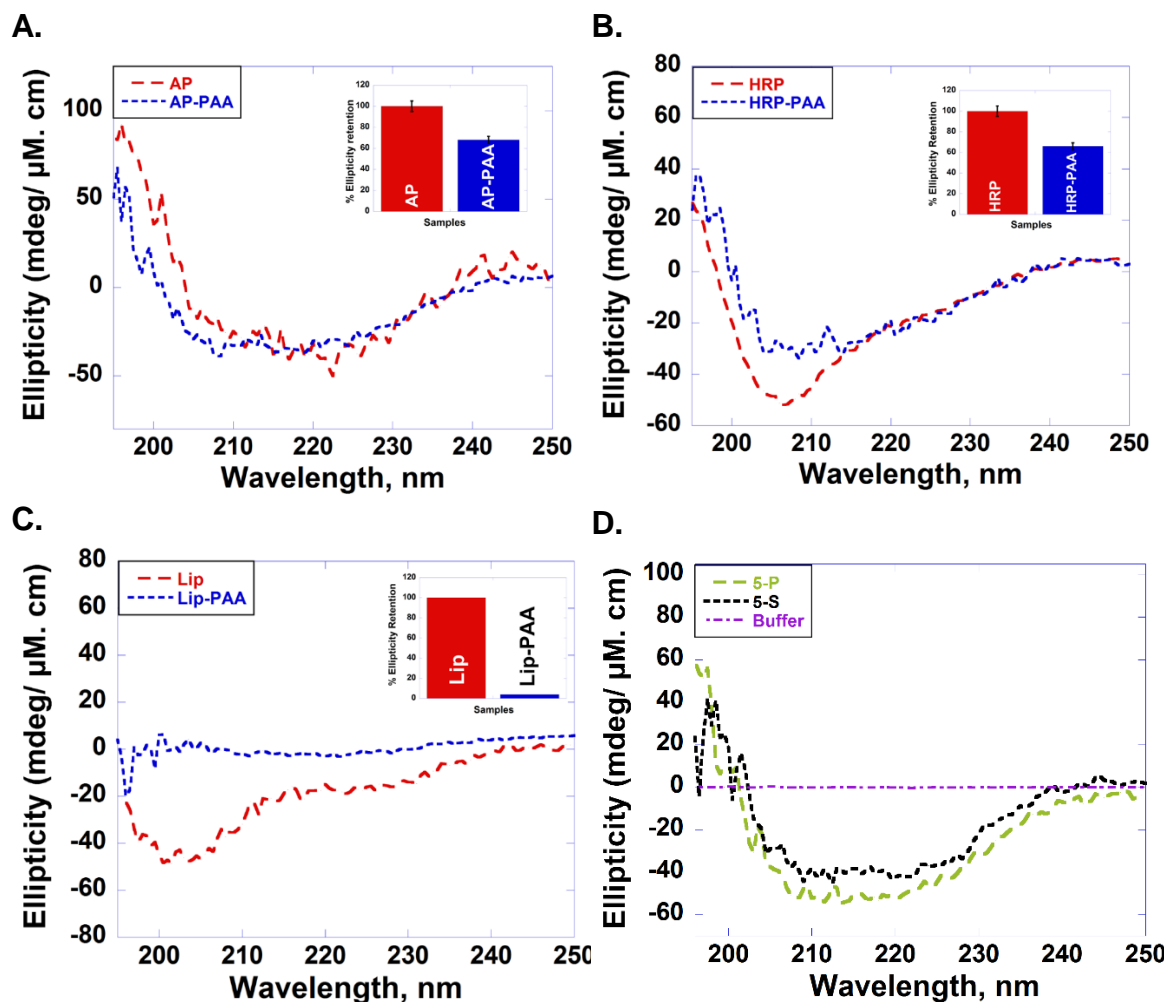 A.
AP
AP-PAA
100
50
0
-50
200 210 220 230 240 250
Ellipticity (mdeg/ µM. cm)
Wavelength, nm
120
100
80
60
40
20
0
% Ellipticity retention
AP
AP-PAA
Samples
B.
HRP
HRP-PAA
80
60
40
20
0
-20
-40
-60
200 210 220 230 240 250
Ellipticity (mdeg/ µM. cm)
Wavelength, nm
120
100
80
60
40
20
0
% Ellipticity Retention
HRP
HRP-PAA
Samples
C.
Lip
Lip-PAA
80
60
40
20
0
-20
-40
-60
-80
200 210 220 230 240 250
Ellipticity (mdeg/ µM. cm)
Wavelength, nm
120
100
80
60
40
20
0
% Ellipticity Retention
Lip
Lip-PAA
Samples
D.
5-P
5-S
Buffer
100
80
60
40
20
0
-20
-40
-60
200 210 220 230 240 250
Ellipticity (mdeg/ µM. cm)
Wavelength, nm